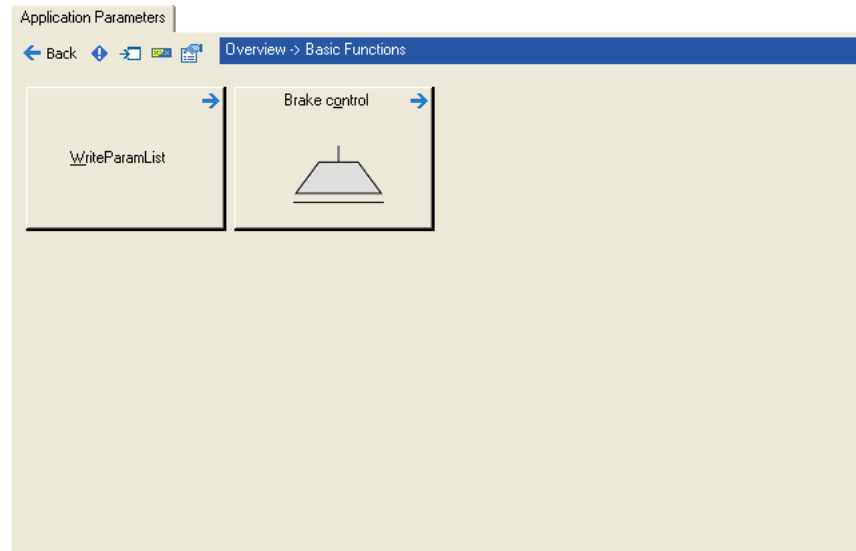 Application Parameters
Back
Overview -> Basic Functions
WriteParamList
Brake control